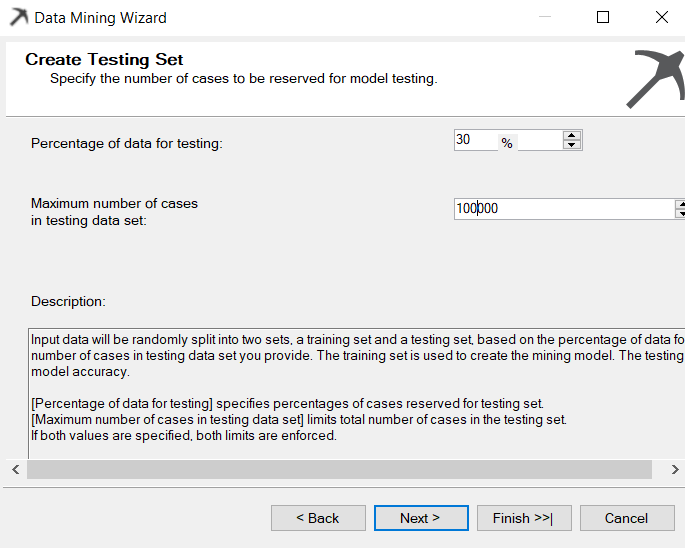 Data Mining Wizard
Create Testing Set
Specify the number of cases to be reserved for model testing.
Percentage of data for testing:
30 %
Maximum number of cases
in testing data set:
100000
Description:
Input data will be randomly split into two sets, a training set and a testing set, based on the percentage of data fo
number of cases in testing data set you provide. The training set is used to create the mining model. The testing
model accuracy.
[Percentage of data for testing] specifies percentages of cases reserved for testing set.
[Maximum number of cases in testing data set] limits total number of cases in the testing set.
If both values are specified, both limits are enforced.
< Back
Next >
Finish >>|
Cancel